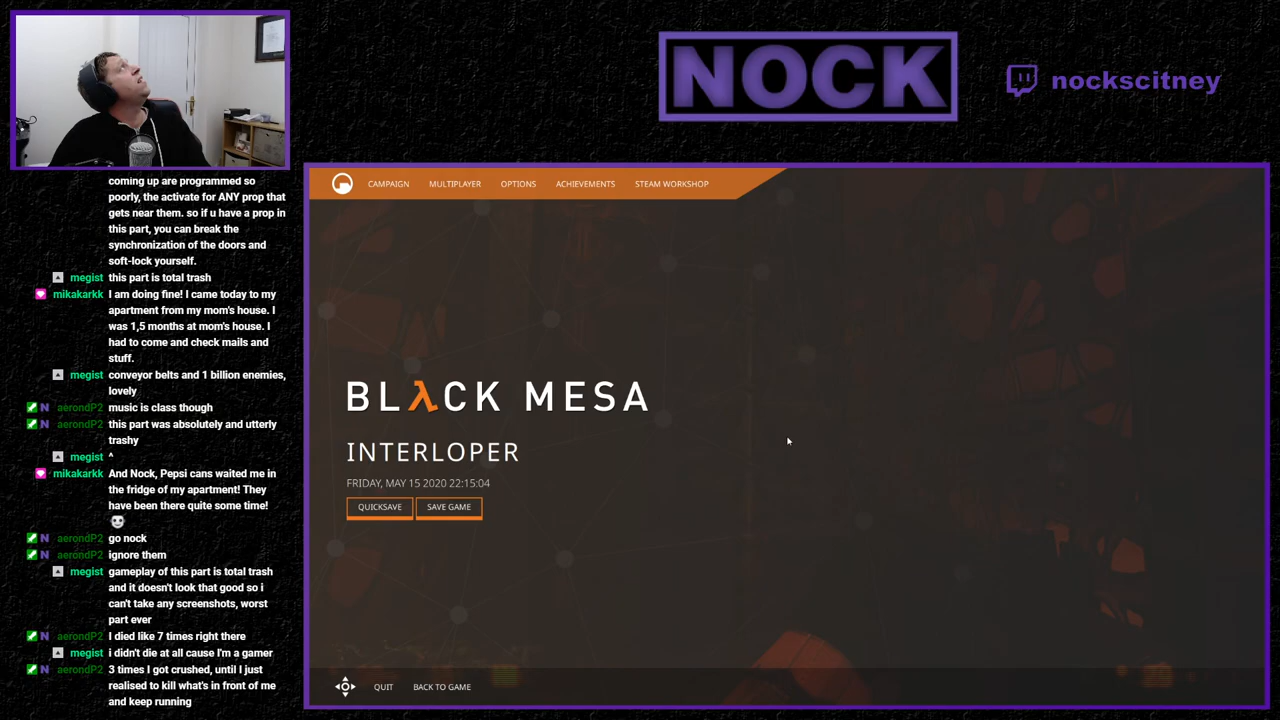 NOCK
nockscitney
coming up are programmed so
poorly, the activate for ANY prop that
gets near them. so if u have a prop in
this part, you can break the
synchronization of the doors and
soft-lock yourself.
megist this part is total trash
mikakarkk I am doing fine! I came today to my
apartment from my mom's house. I
was 1,5 months at mom's house. I
had to come and check mails and
stuff.
megist conveyor belts and 1 billion enemies,
lovely
N aerondP2 music is class though
N aerondP2 this part was absolutely and utterly
trashy
megist ^
mikakarkk And Nock, Pepsi cans waited me in
the fridge of my apartment! They
have been there quite some time!
N aerondP2 go nock
N aerondP2 ignore them
megist gameplay of this part is total trash
and it doesn't look that good so i
can't take any screenshots, worst
part ever
N aerondP2 I died like 7 times right there
megist i didn't die at all cause I'm a gamer
N aerondP2 3 times I got crushed, until I just
realised to kill what's in front of me
and keep running
CAMPAIGN MULTIPLAYER OPTIONS ACHIEVEMENTS STEAM WORKSHOP
BLλCK MESA
INTERLOPER
FRIDAY, MAY 15 2020 22:15:04
QUICKSAVE SAVE GAME
QUIT BACK TO GAME